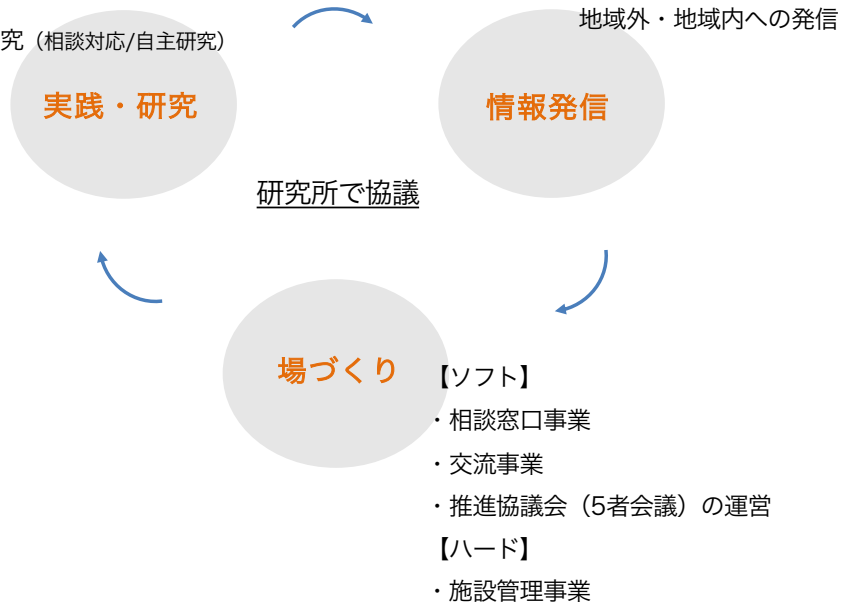 究（相談対応/自主研究）
実践・研究
地域外・地域内への発信
情報発信
研究所で協議
場づくり
【ソフト】
・相談窓口事業
・交流事業
・推進協議会（5者会議）の運営
【ハード】
・施設管理事業